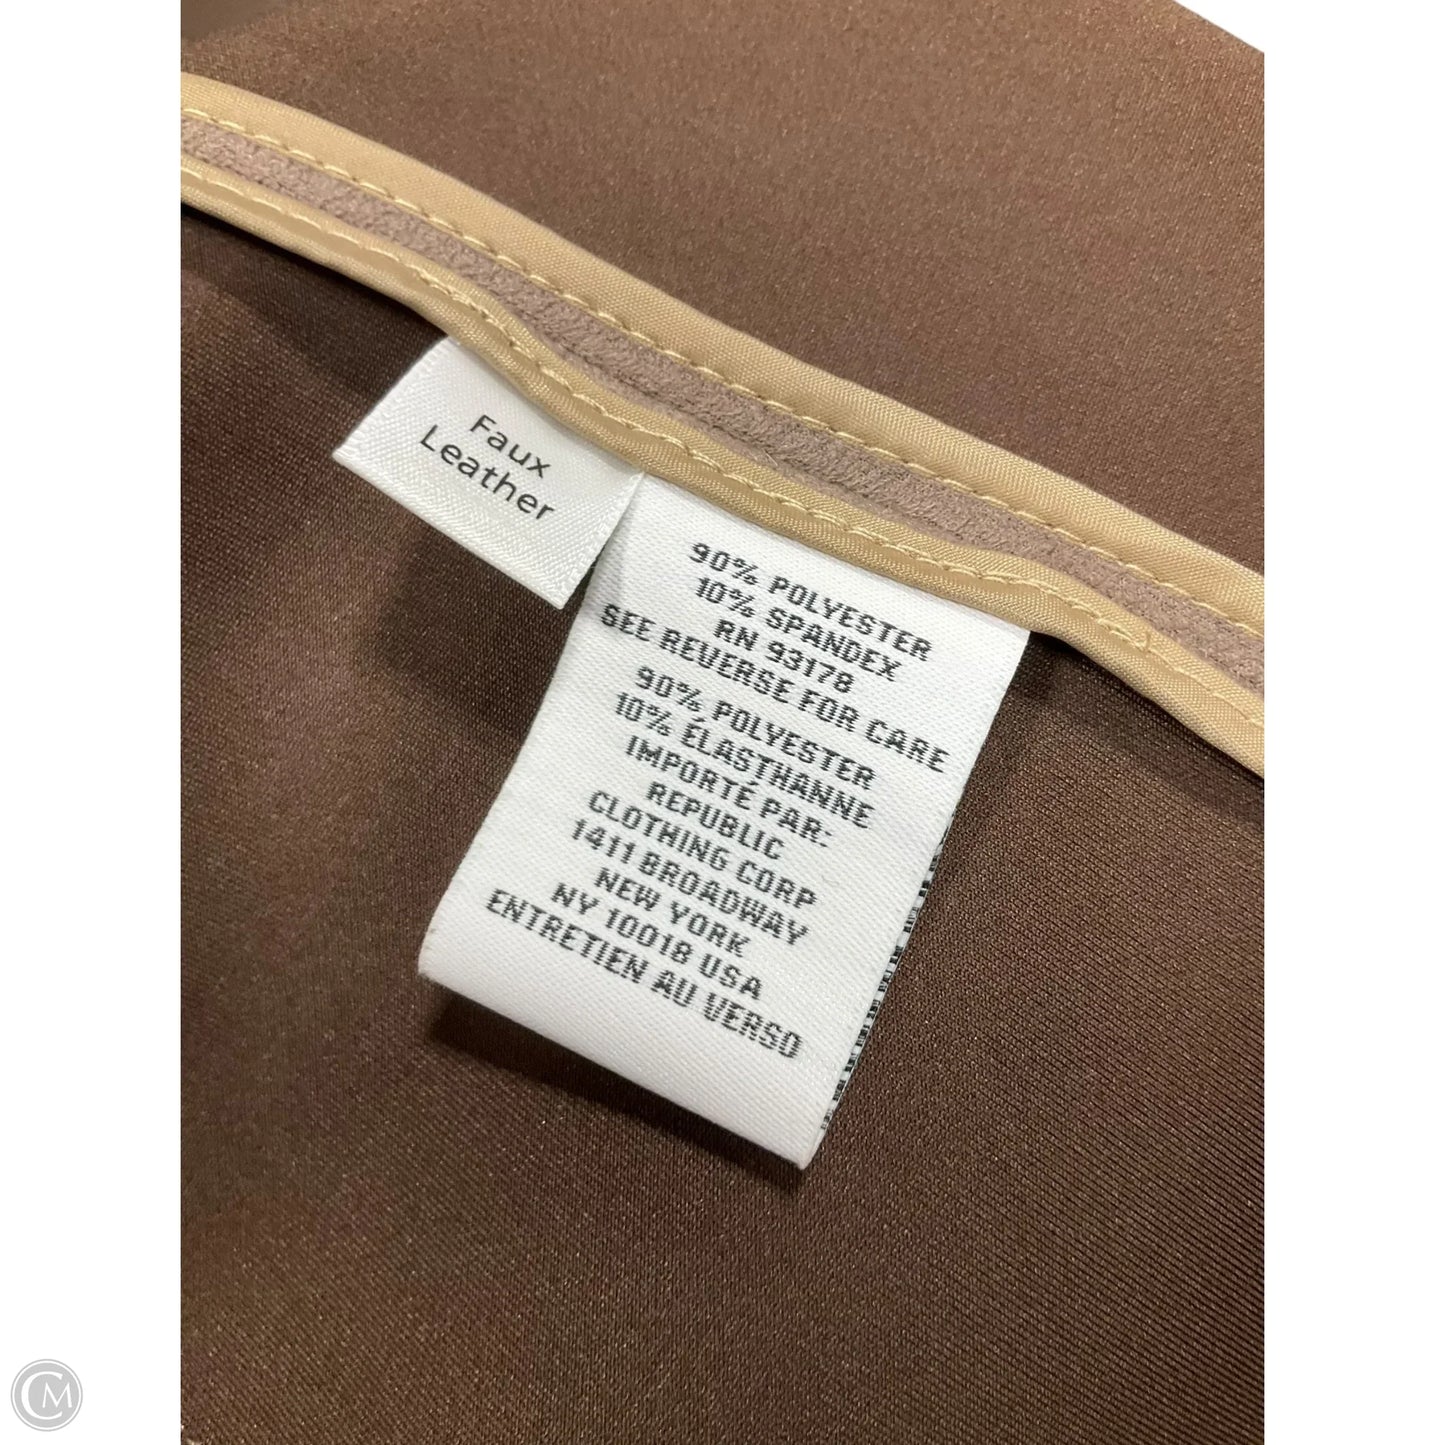 Faux
Leather
90% POLYESTER
10% SPANDEX
RN 93178
SEE REVERSE FOR CARE
90% POLYESTER
10% ÉLASTHANNE
IMPORTÉ PAR:
REPUBLIC
CLOTHING CORP
1411 BROADWAY
NEW YORK
NY 10018 USA
ENTRETIEN AU VERSO
CM